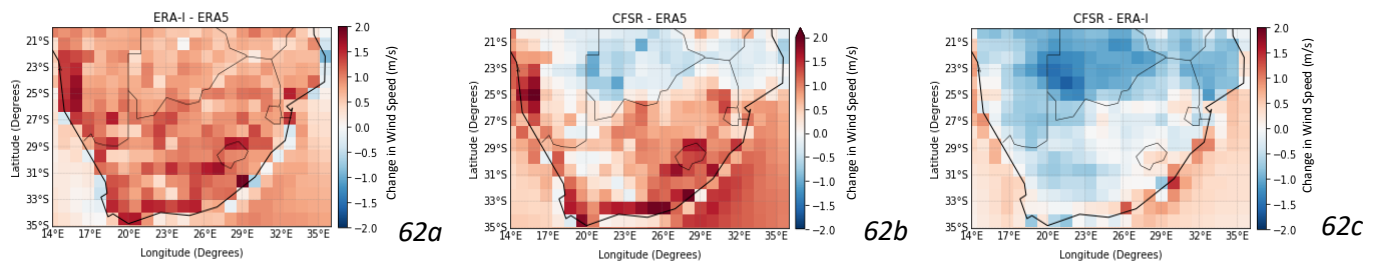 ERA-I - ERA5
21°S
23°S
25°S
27°S
29°S
31°S
33°S
35°S
14°E 17°E 20°E 23°E 26°E 29°E 32°E 35°E
Latitude (Degrees)
Longitude (Degrees)
2.0
1.5
1.0
0.5
0.0
−0.5
−1.0
−1.5
−2.0
Change in Wind Speed (m/s)
62a
CFSR - ERA5
21°S
23°S
25°S
27°S
29°S
31°S
33°S
35°S
14°E 17°E 20°E 23°E 26°E 29°E 32°E 35°E
Latitude (Degrees)
Longitude (Degrees)
2.0
1.5
1.0
0.5
0.0
−0.5
−1.0
−1.5
−2.0
Change in Wind Speed (m/s)
62b
CFSR - ERA-I
21°S
23°S
25°S
27°S
29°S
31°S
33°S
35°S
14°E 17°E 20°E 23°E 26°E 29°E 32°E 35°E
Latitude (Degrees)
Longitude (Degrees)
2.0
1.5
1.0
0.5
0.0
−0.5
−1.0
−1.5
−2.0
Change in Wind Speed (m/s)
62c